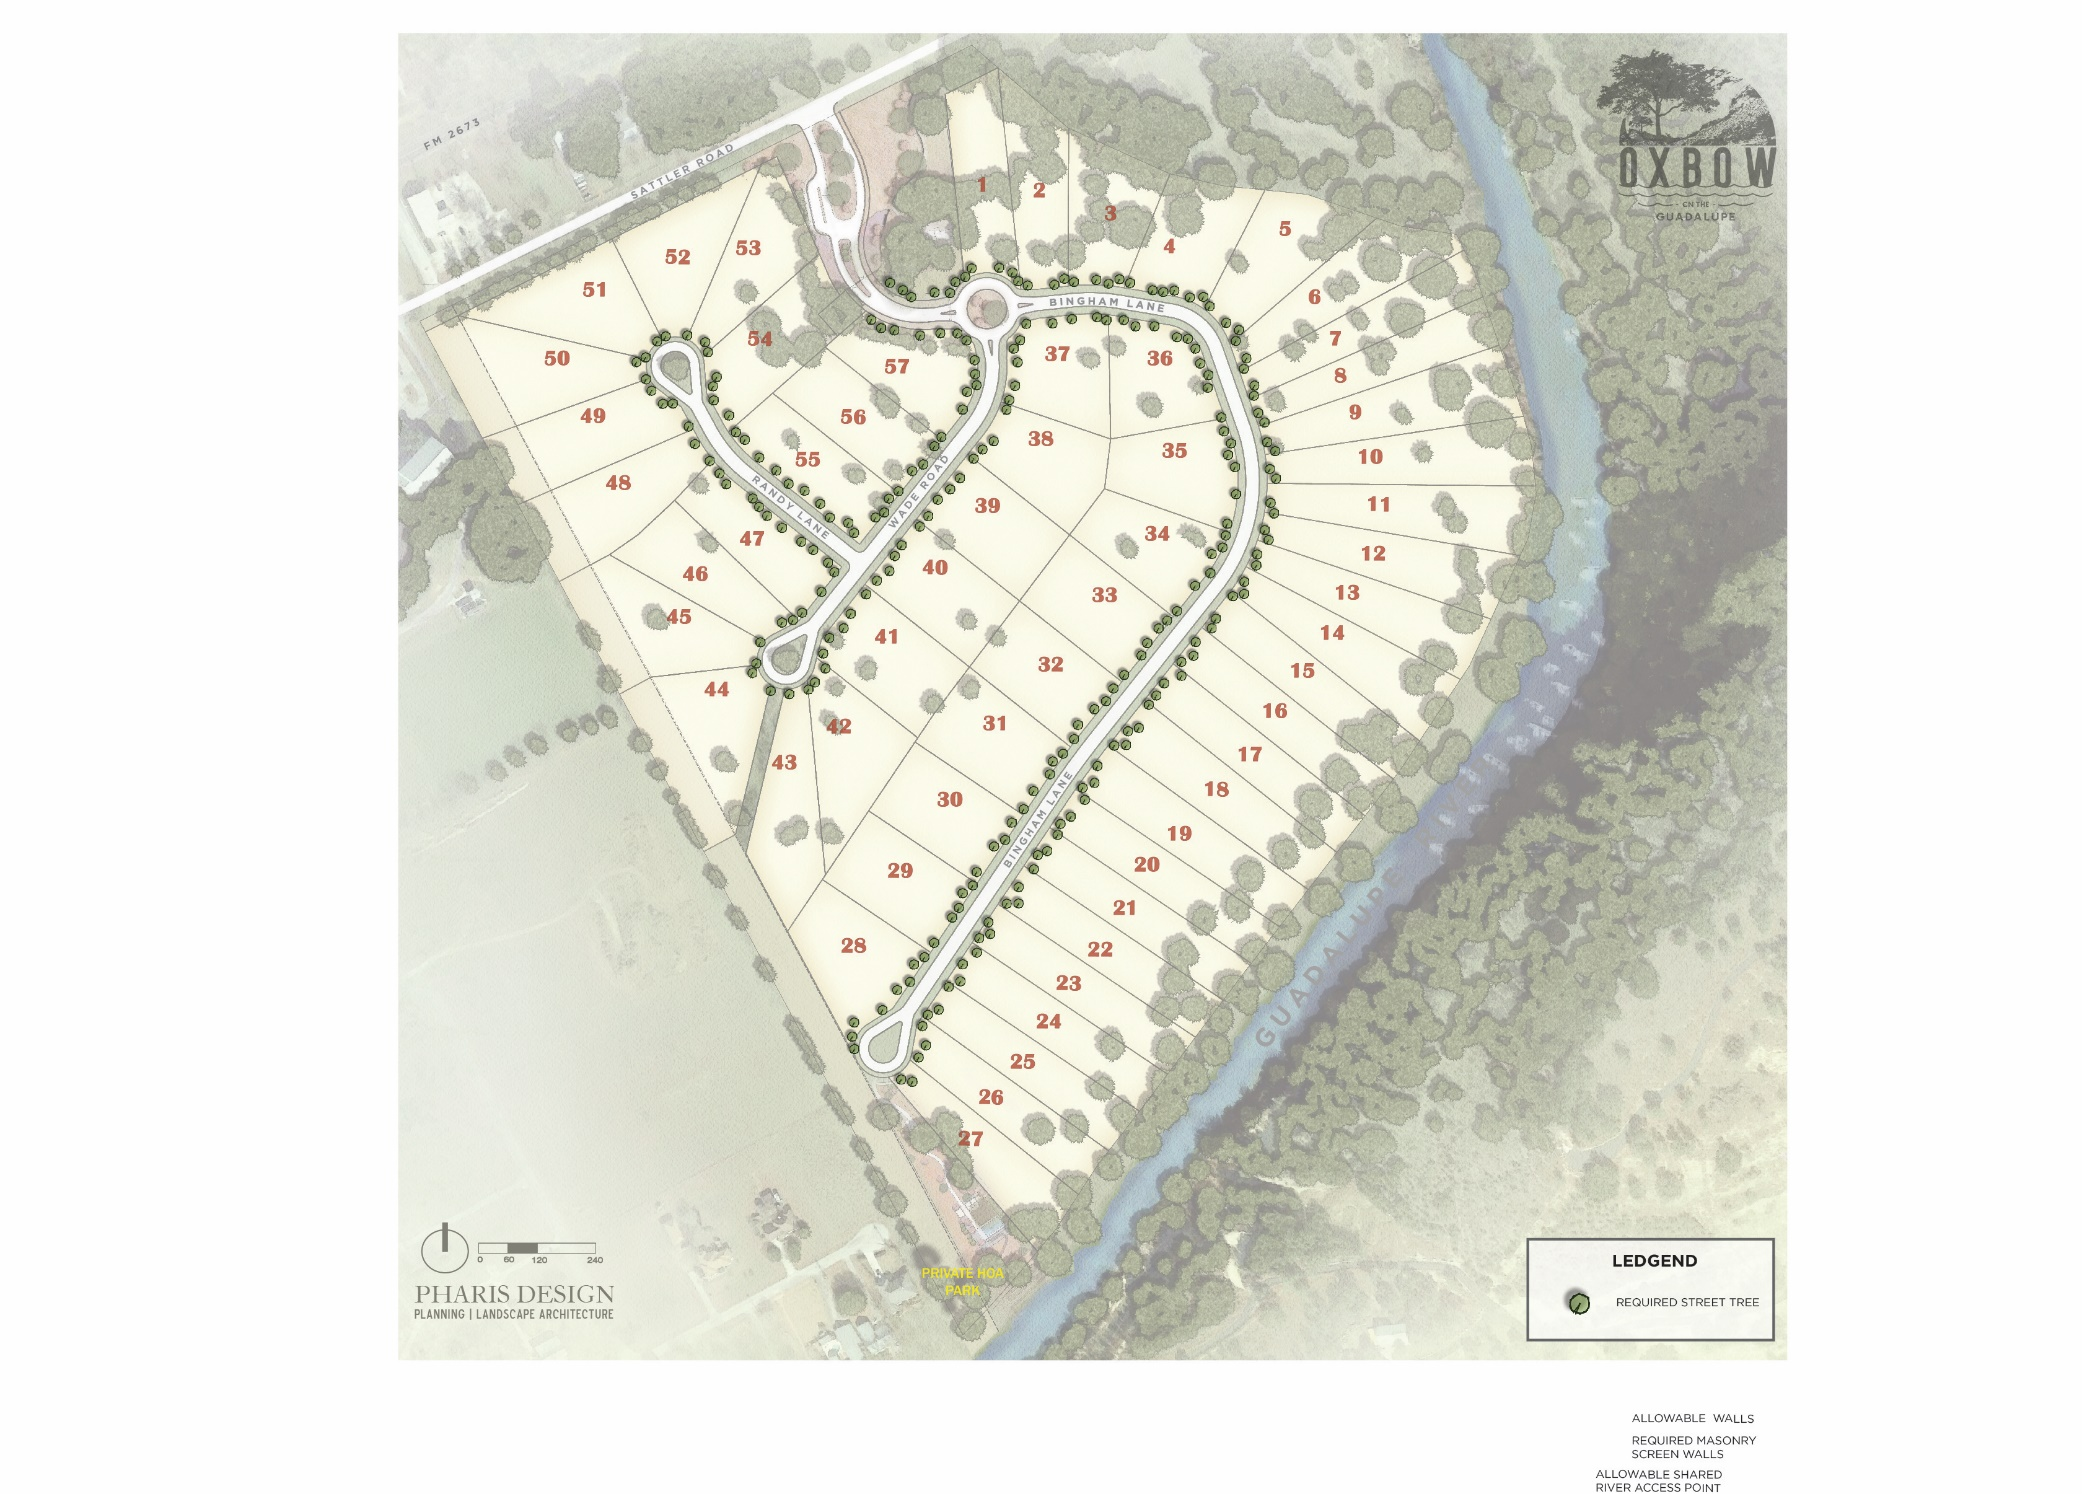 FM 2673
SATTLER ROAD
OXBOW
ON THE
GUADALUPE
1
2
3
4
5
6
7
8
9
10
11
12
13
14
15
16
17
18
19
20
21
22
23
24
25
26
27
28
29
30
31
32
33
34
35
36
37
38
39
40
41
42
43
44
45
46
47
48
49
50
51
52
53
54
55
56
57
BINGHAM LANE
RANDY LANE
WADE ROAD
BINGHAM LANE
GUADALUPE RIVER
PRIVATE HOA
PARK
0 60 120 240
PHARIS DESIGN
PLANNING | LANDSCAPE ARCHITECTURE
LEDGEND
REQUIRED STREET TREE
ALLOWABLE WALLS
REQUIRED MASONRY
SCREEN WALLS
ALLOWABLE SHARED
RIVER ACCESS POINT